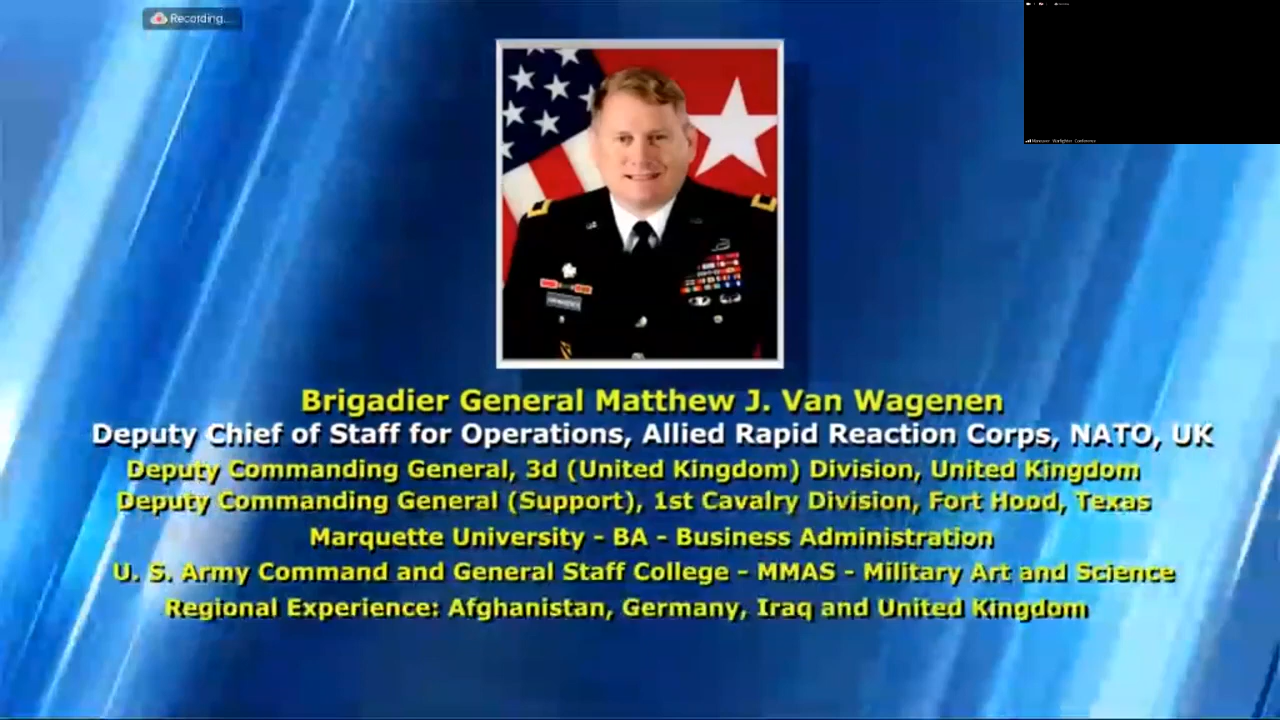 Recording...
Maneuver Warfighter Conference
Brigadier General Matthew J. Van Wagenen
Deputy Chief of Staff for Operations, Allied Rapid Reaction Corps, NATO, UK
Deputy Commanding General, 3d (United Kingdom) Division, United Kingdom
Deputy Commanding General (Support), 1st Cavalry Division, Fort Hood, Texas
Marquette University - BA - Business Administration
U. S. Army Command and General Staff College - MMAS - Military Art and Science
Regional Experience: Afghanistan, Germany, Iraq and United Kingdom